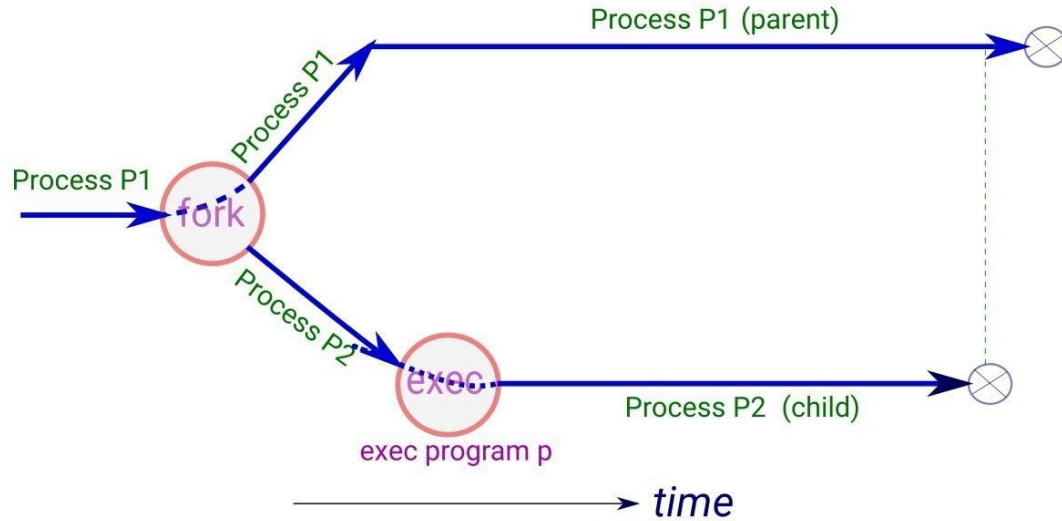 Process P1 (parent)
Process P1
Process P1
fork
Process P2
exec
Process P2 (child)
exec program p
time